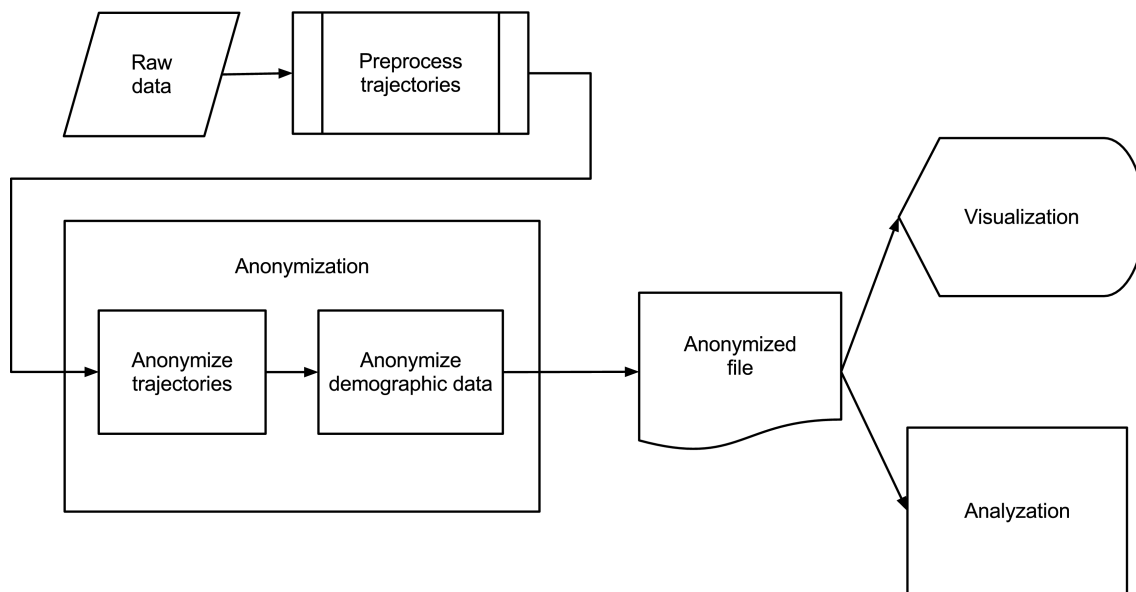 Raw
data
Preprocess
trajectories
Anonymization
Anonymize
trajectories
Anonymize
demographic data
Anonymized
file
Visualization
Analyzation